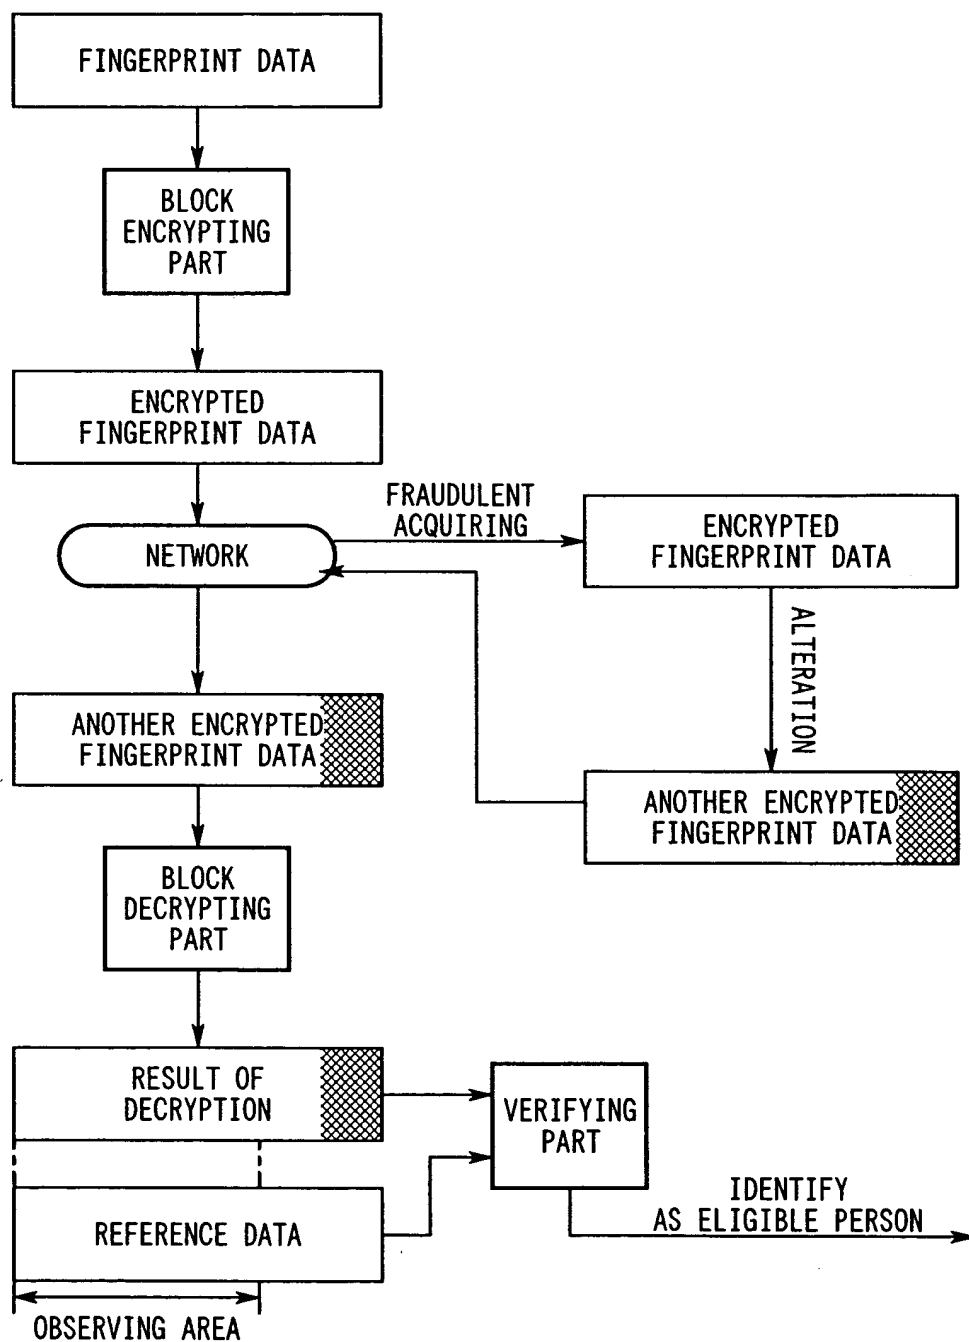 FINGERPRINT DATA
BLOCK
ENCRYPTING
PART
ENCRYPTED
FINGERPRINT DATA
FRAUDULENT
ACQUIRING
NETWORK
ENCRYPTED
FINGERPRINT DATA
ALTERATION
ANOTHER ENCRYPTED
FINGERPRINT DATA
ANOTHER ENCRYPTED
FINGERPRINT DATA
BLOCK
DECRYPTING
PART
RESULT OF
DECRYPTION
VERIFYING
PART
REFERENCE DATA
IDENTIFY
AS ELIGIBLE PERSON
OBSERVING AREA